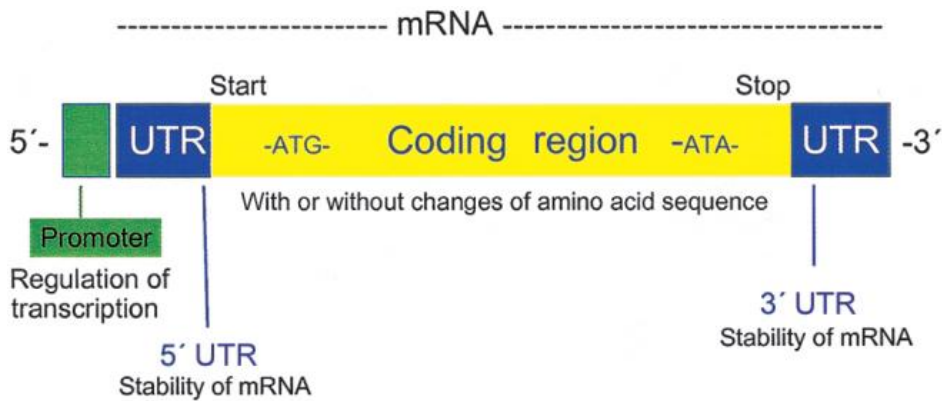 ------------------- mRNA --------------------------
Start
Stop
5´- UTR -ATG- Coding region -ATA- UTR -3´
With or without changes of amino acid sequence
Promoter
Regulation of
transcription
5´ UTR
Stability of mRNA
3´ UTR
Stability of mRNA